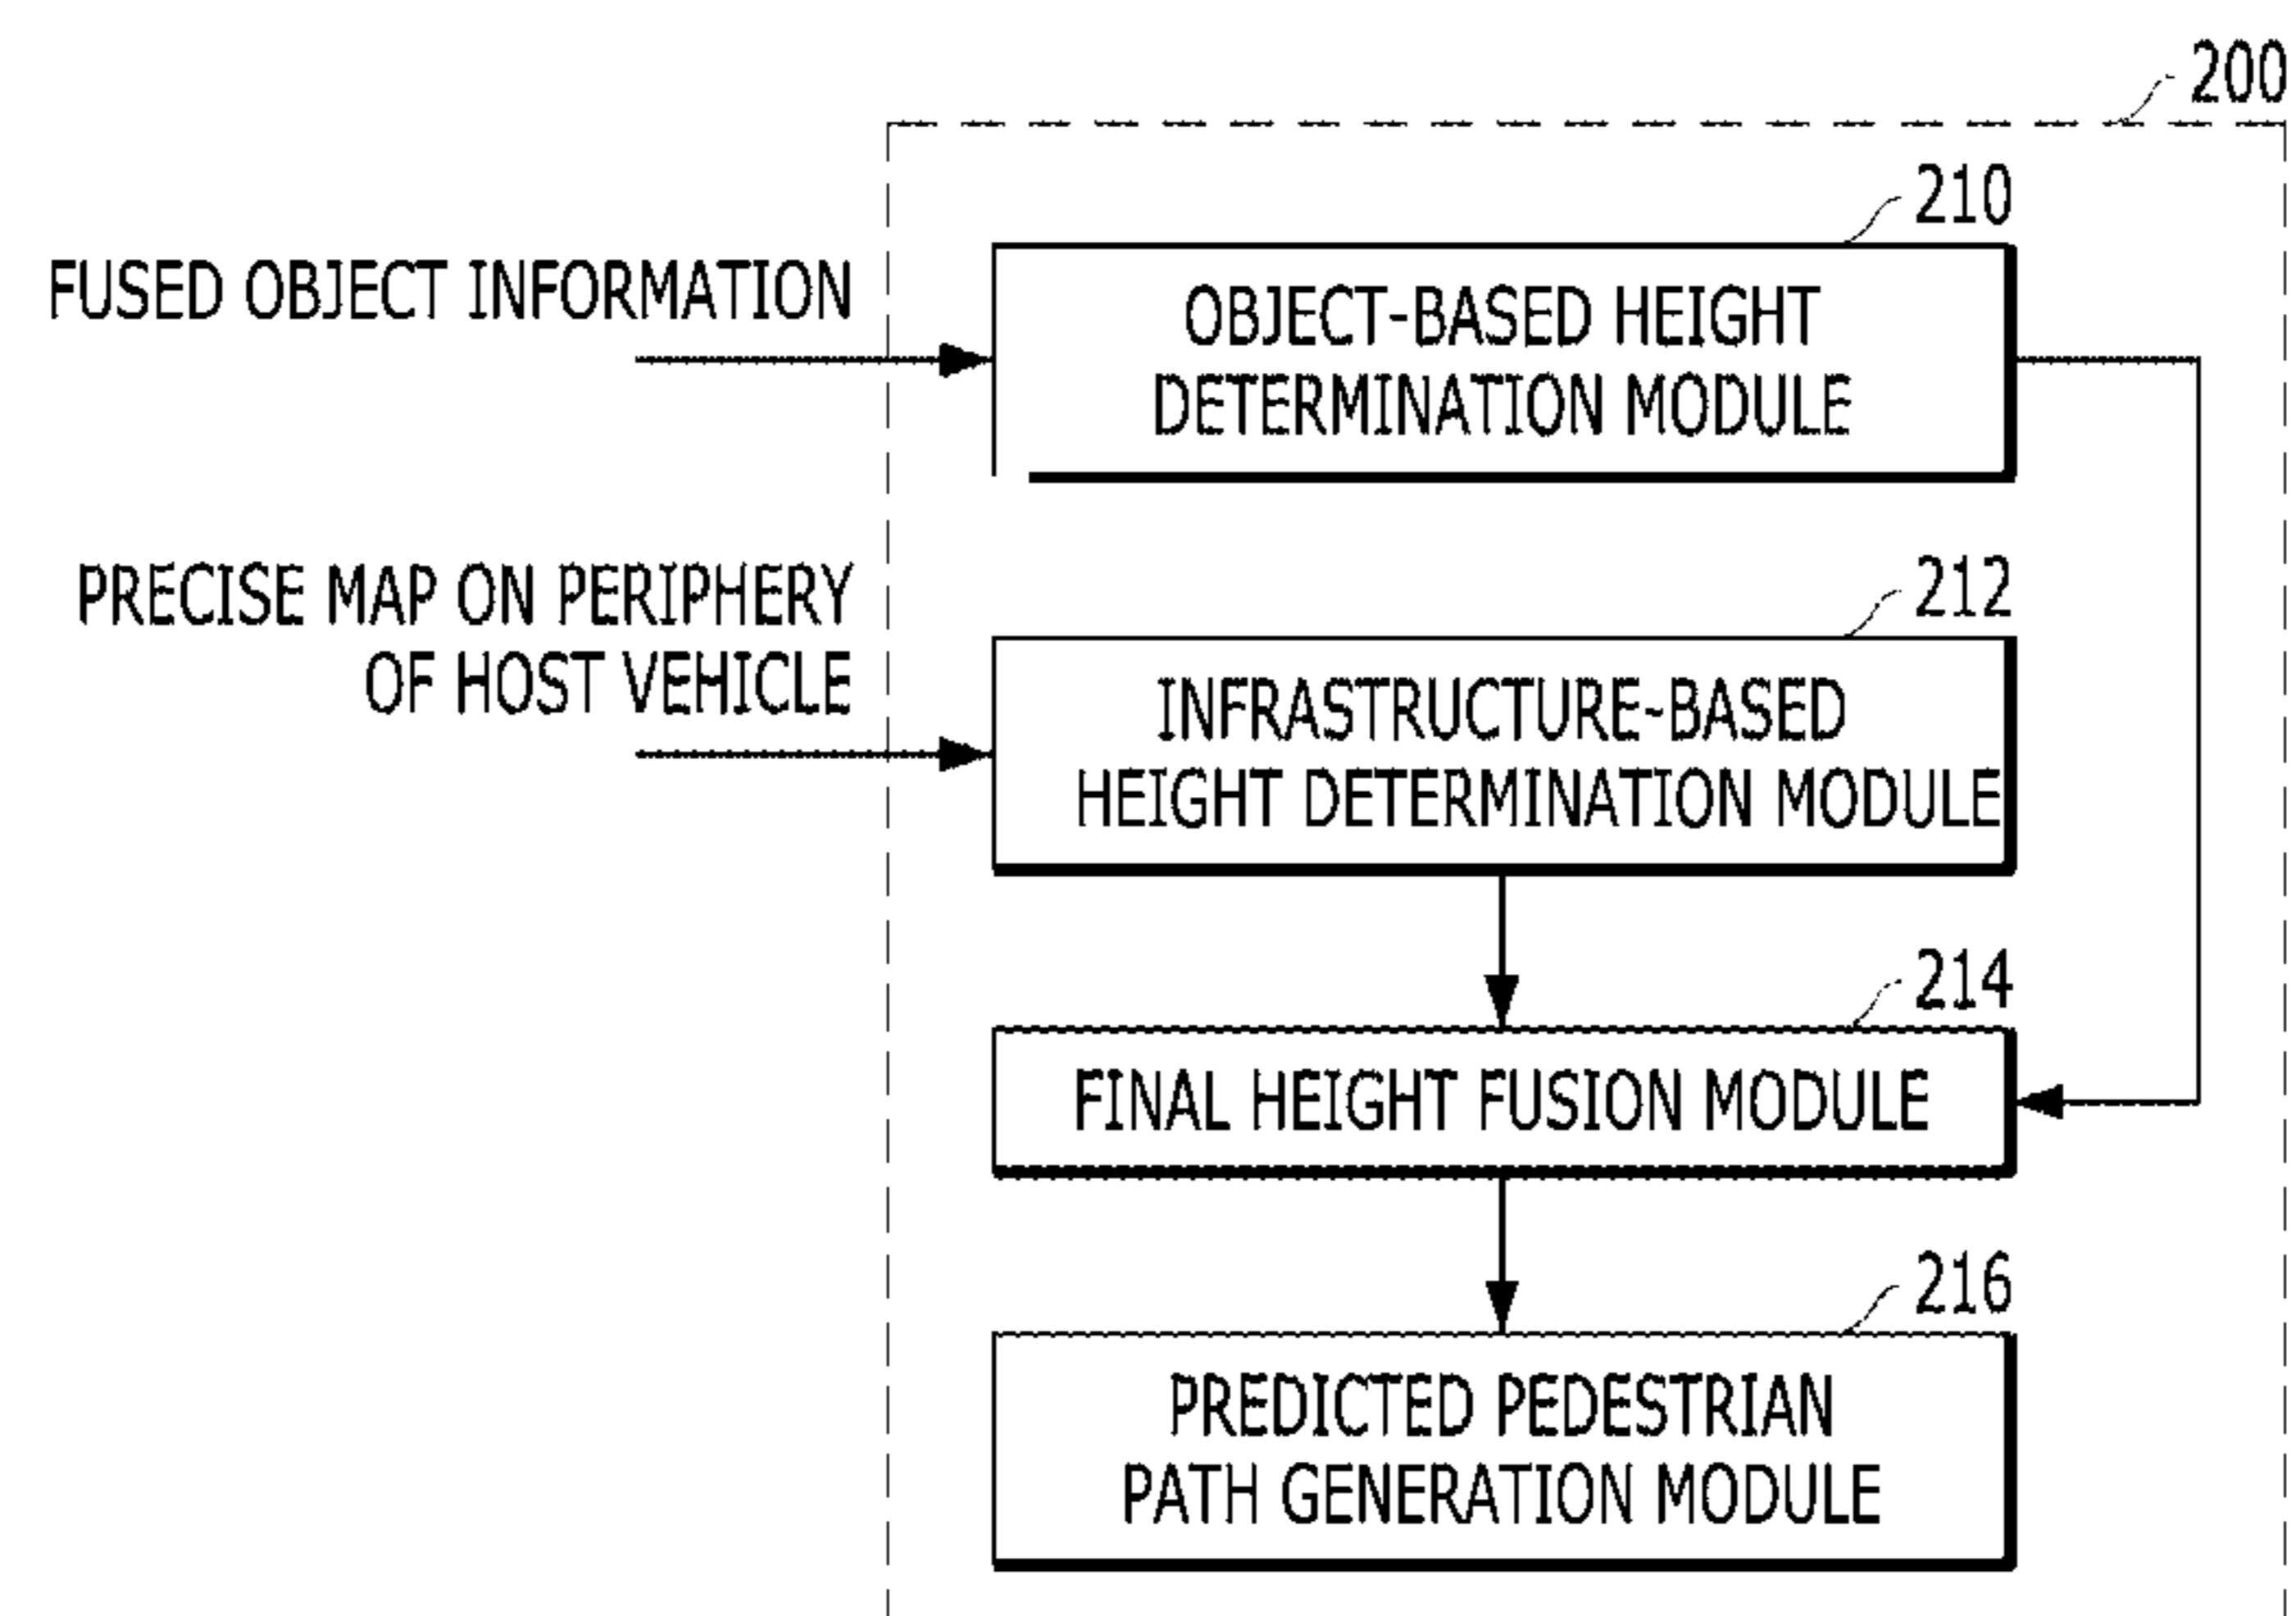 200
210
FUSED OBJECT INFORMATION
OBJECT-BASED HEIGHT
DETERMINATION MODULE
PRECISE MAP ON PERIPHERY
OF HOST VEHICLE
212
INFRASTRUCTURE-BASED
HEIGHT DETERMINATION MODULE
214
FINAL HEIGHT FUSION MODULE
216
PREDICTED PEDESTRIAN
PATH GENERATION MODULE